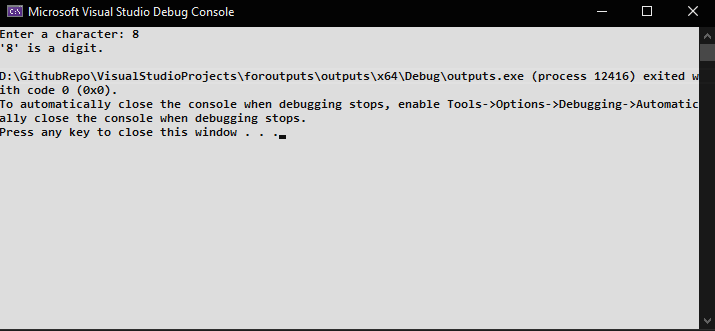 Microsoft Visual Studio Debug Console
Enter a character: 8
'8' is a digit.
D:\GithubRepo\VisualStudioProjects\foroutputs\outputs\x64\Debug\outputs.exe (process 12416) exited w
ith code 0 (0x0).
To automatically close the console when debugging stops, enable Tools->Options->Debugging->Automatic
ally close the console when debugging stops.
Press any key to close this window . . .